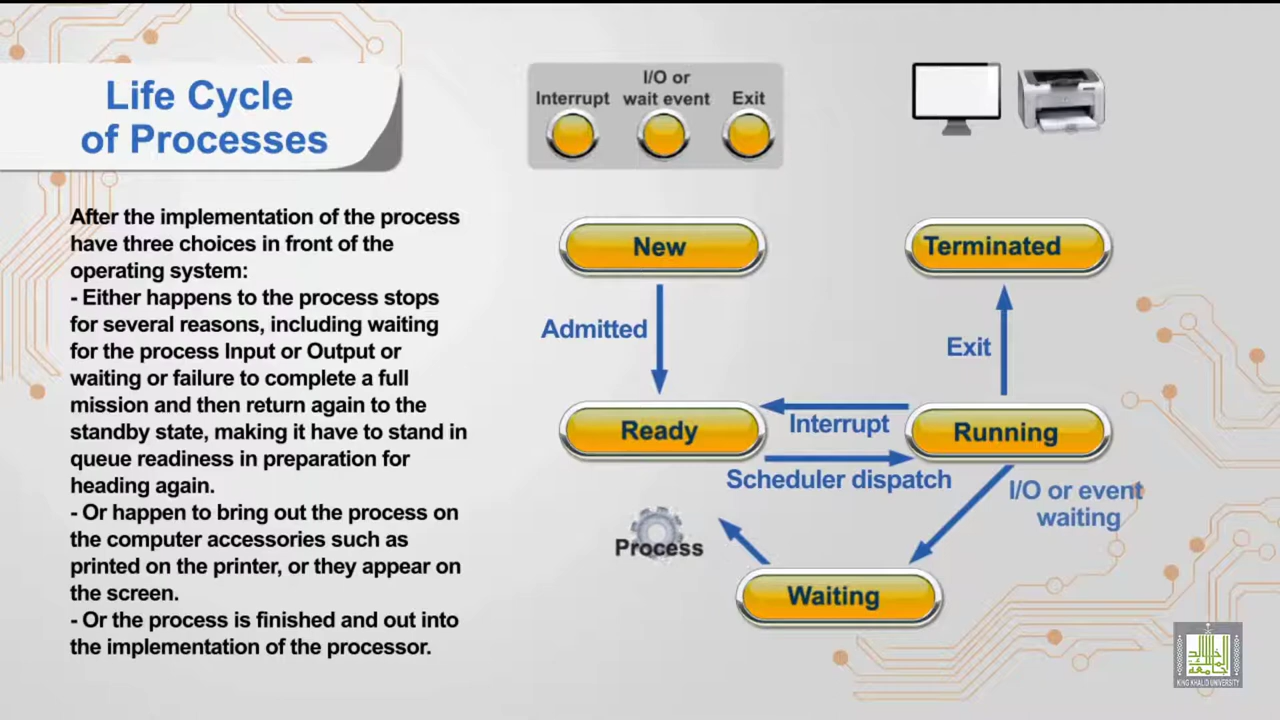 Life Cycle
of Processes
After the implementation of the process
have three choices in front of the
operating system:
- Either happens to the process stops
for several reasons, including waiting
for the process Input or Output or
waiting or failure to complete a full
mission and then return again to the
standby state, making it have to stand in
queue readiness in preparation for
heading again.
- Or happen to bring out the process on
the computer accessories such as
printed on the printer, or they appear on
the screen.
- Or the process is finished and out into
the implementation of the processor.
Interrupt
I/O or
wait event
Exit
New
Terminated
Admitted
Exit
Ready
Interrupt
Running
Scheduler dispatch
I/O or event
waiting
Process
Waiting
جامعة
الملك خالد
KING KHALID UNIVERSITY